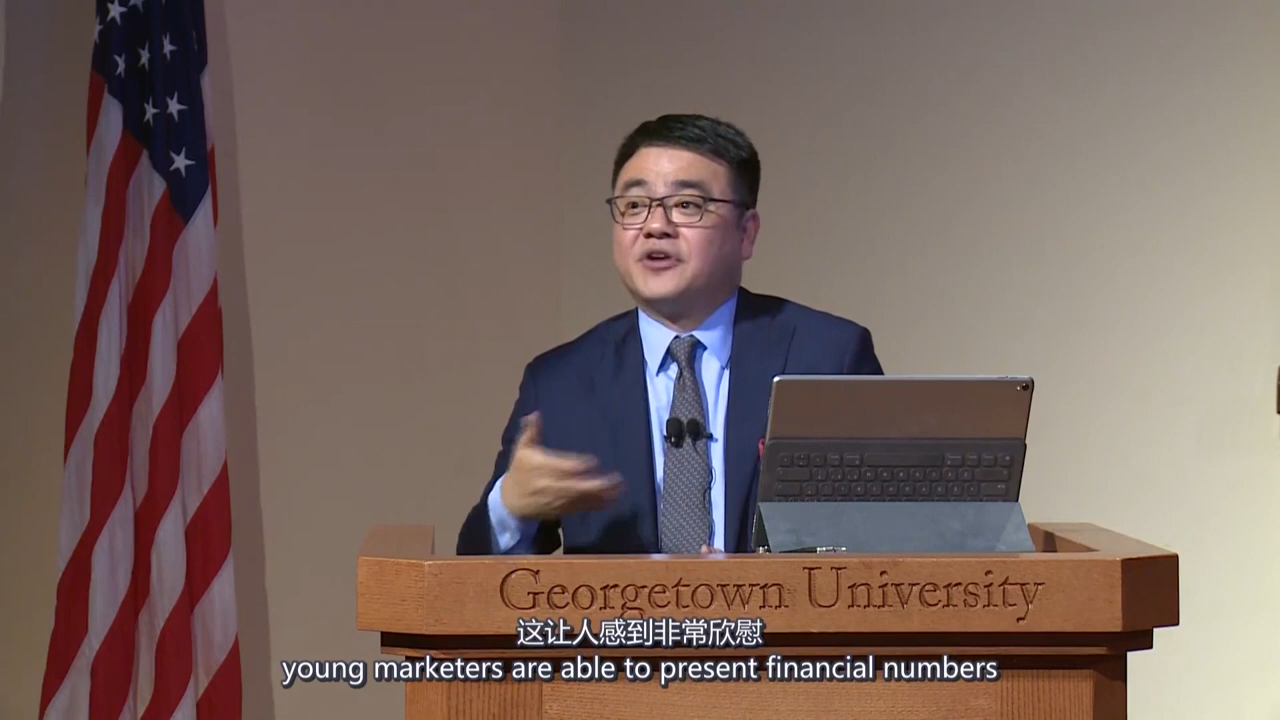 Georgetown University
这让人感到非常欣慰
young marketers are able to present financial numbers